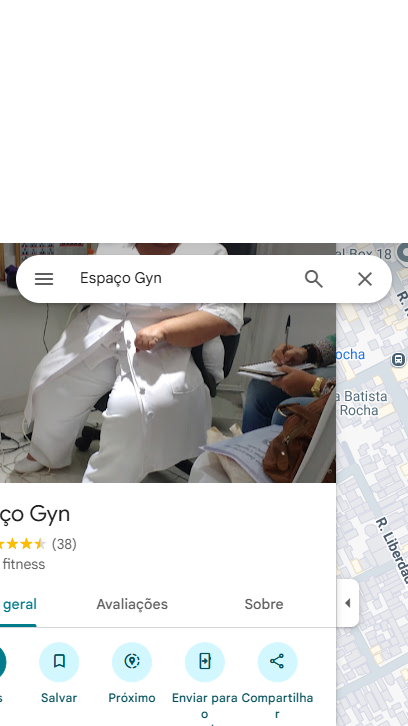 al Box 18
Espaço Gyn
R.
ocha
a Batista
Rocha
ço Gyn
(38)
fitness
R. Liberdad
geral
Avaliações
Sobre
s
Salvar
Próximo
Enviar para
o
Compartilha
r